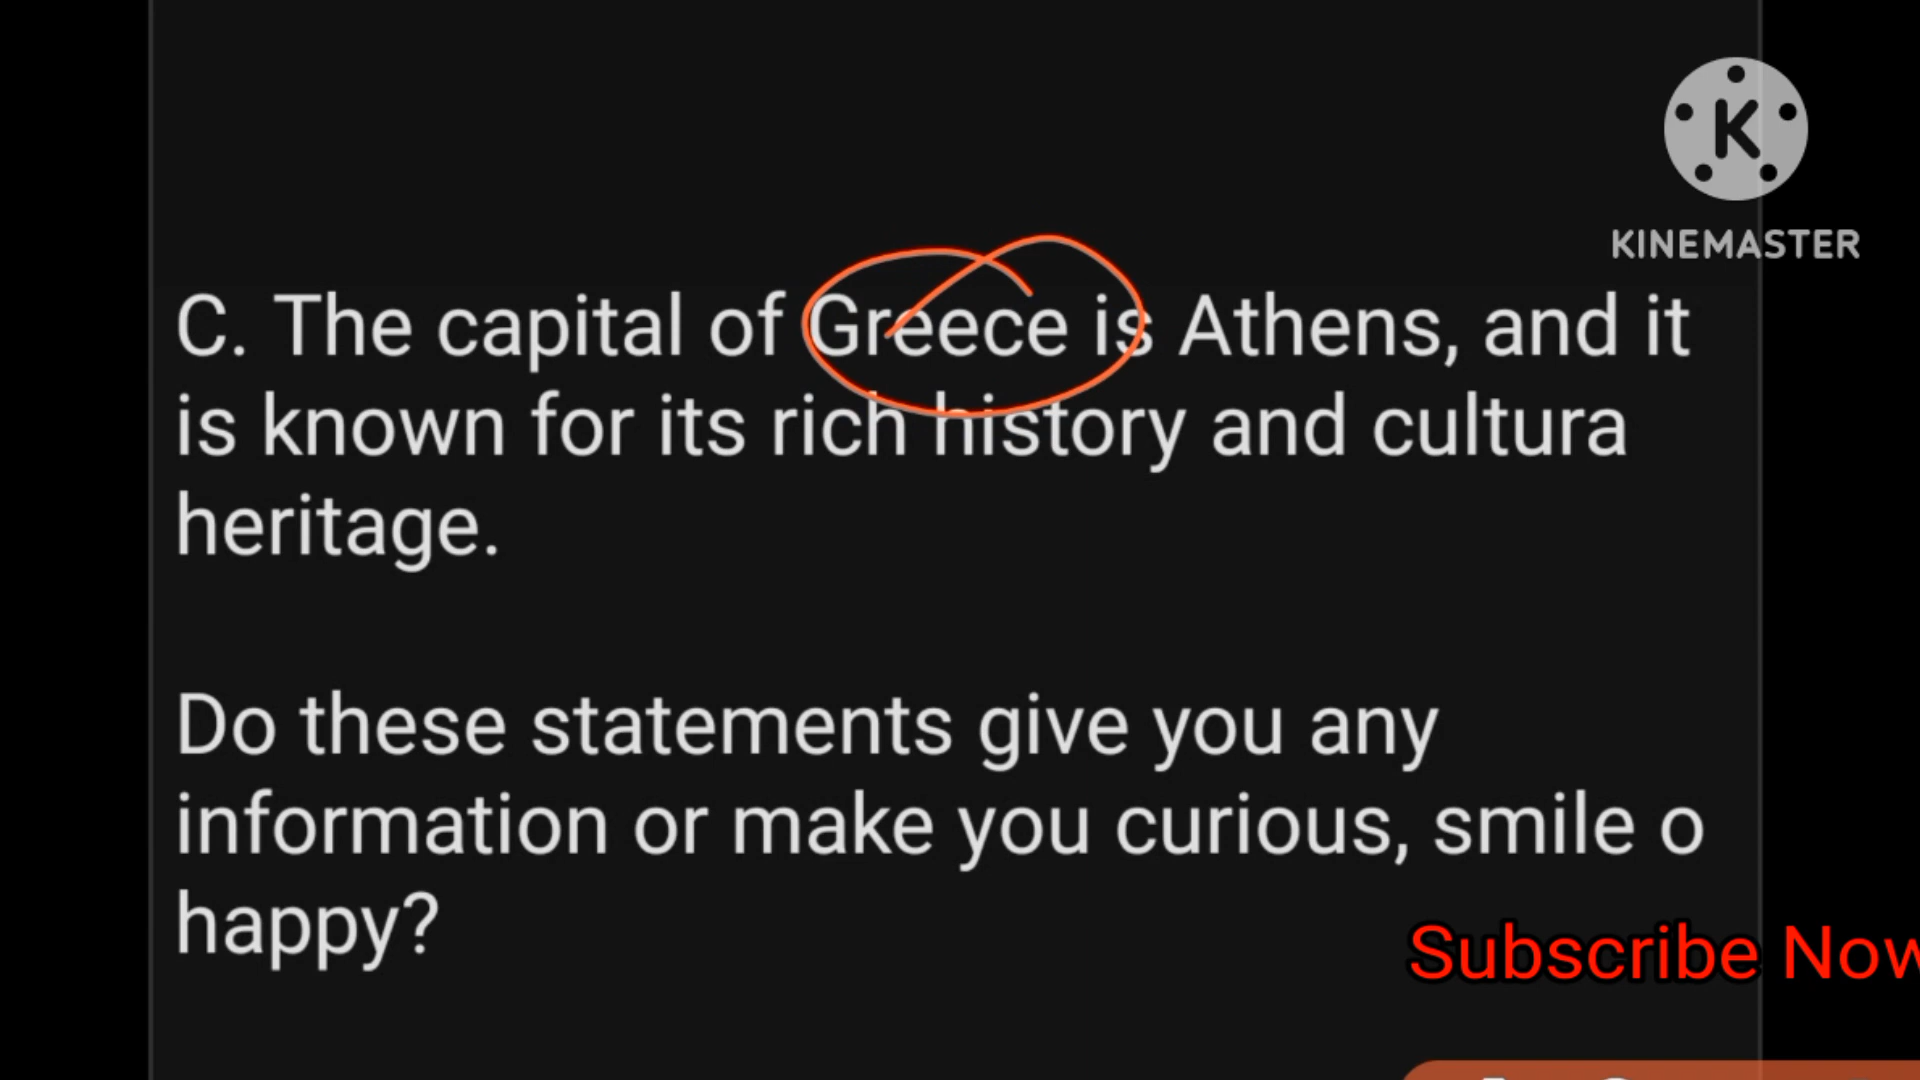 K
KINEMASTER
C. The capital of Greece is Athens, and it
is known for its rich history and cultura
heritage.
Do these statements give you any
information or make you curious, smile o
happy?
Subscribe Now